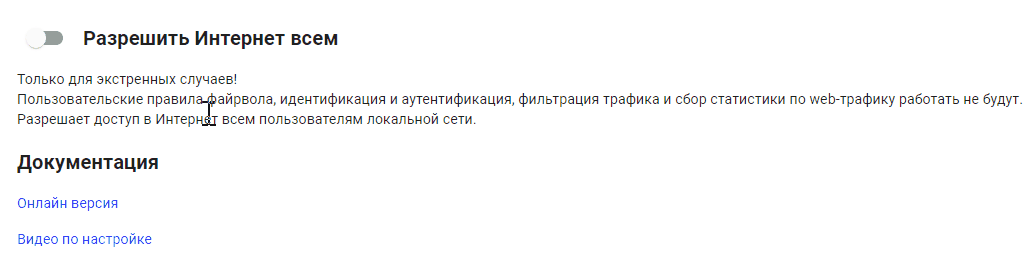 Разрешить Интернет всем
Только для экстренных случаев!
Пользовательские правила файрвола, идентификация и аутентификация, фильтрация трафика и сбор статистики по web-трафику работать не будут.
Разрешает доступ в Интернет всем пользователям локальной сети.
Документация
Онлайн версия
Видео по настройке